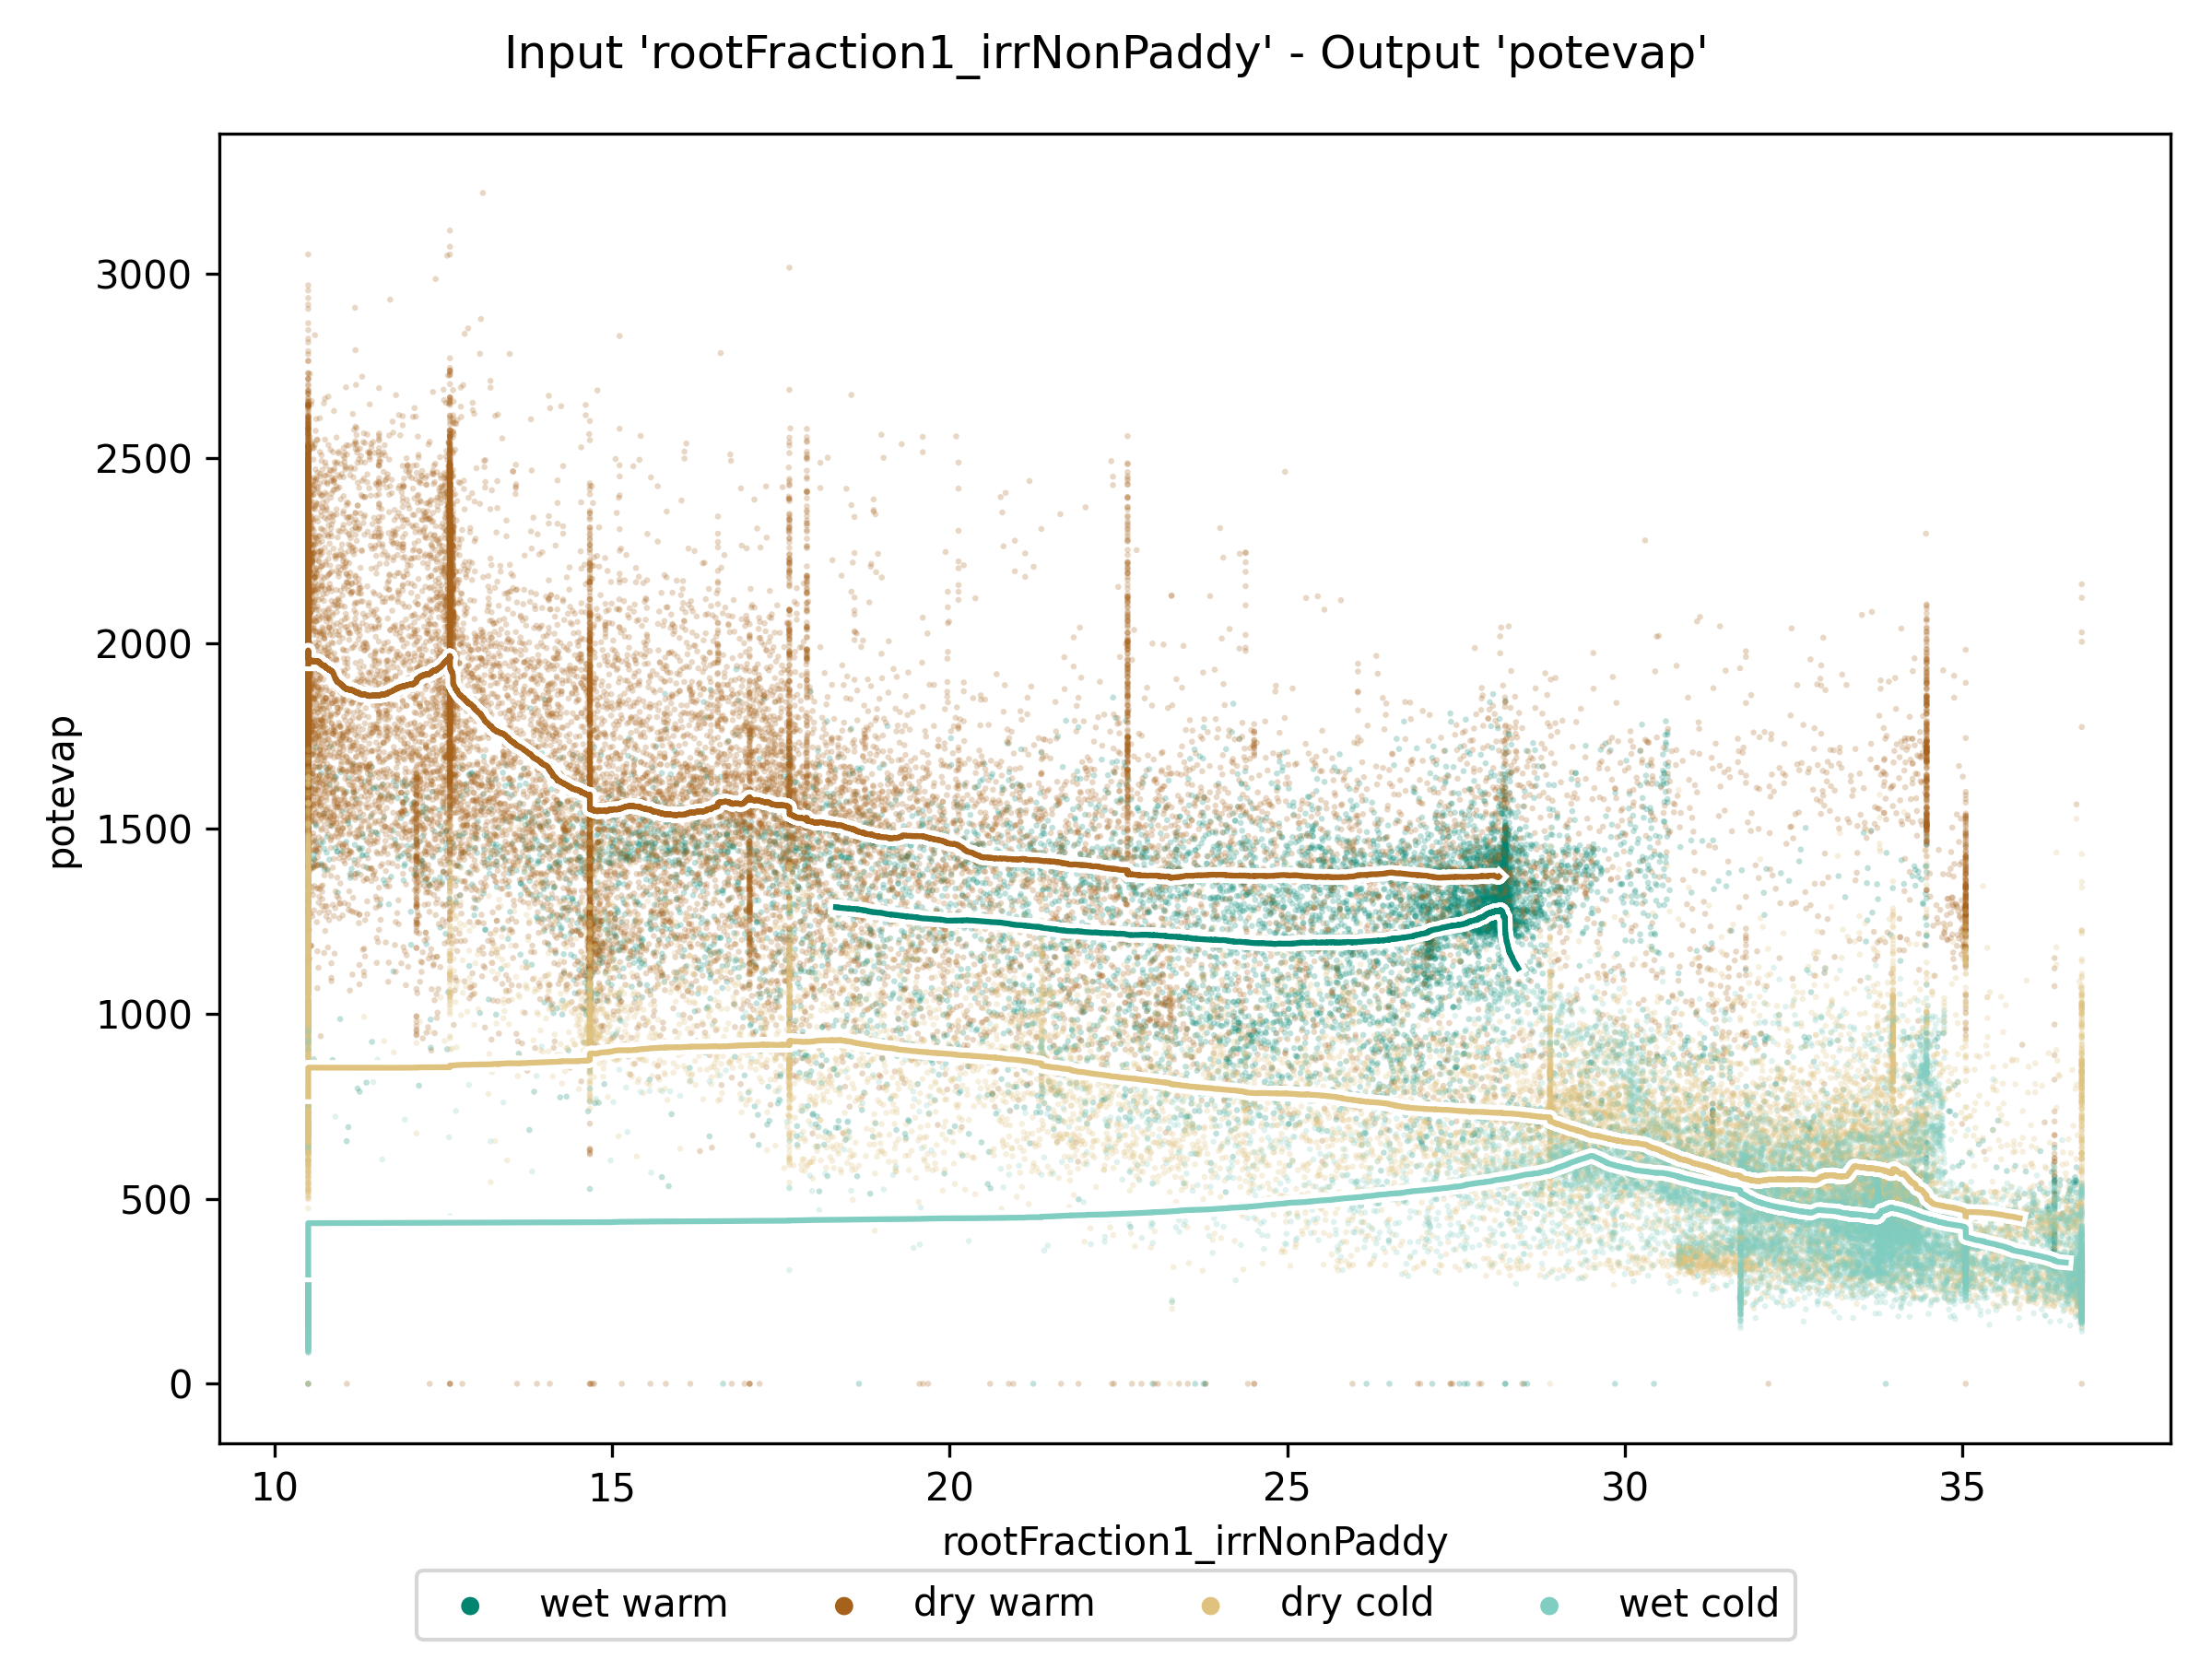 Input 'rootFraction1_irrNonPaddy' - Output 'potevap'
3000
2500
2000
1500
1000
500
0
potevap
10 15 20 25 30 35
rootFraction1_irrNonPaddy
wet warm dry warm dry cold wet cold